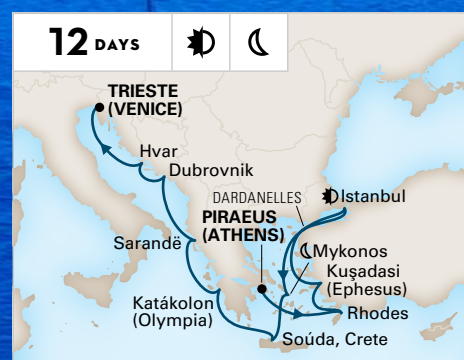 12 DAYS
TRIESTE
(VENICE)
Hvar
Dubrovnik
DARDANELLES
Istanbul
PIRAEUS
(ATHENS)
Mykonos
Sarandë
Kuşadasi
(Ephesus)
Katákolon
(Olympia)
Rhodes
Soúda, Crete